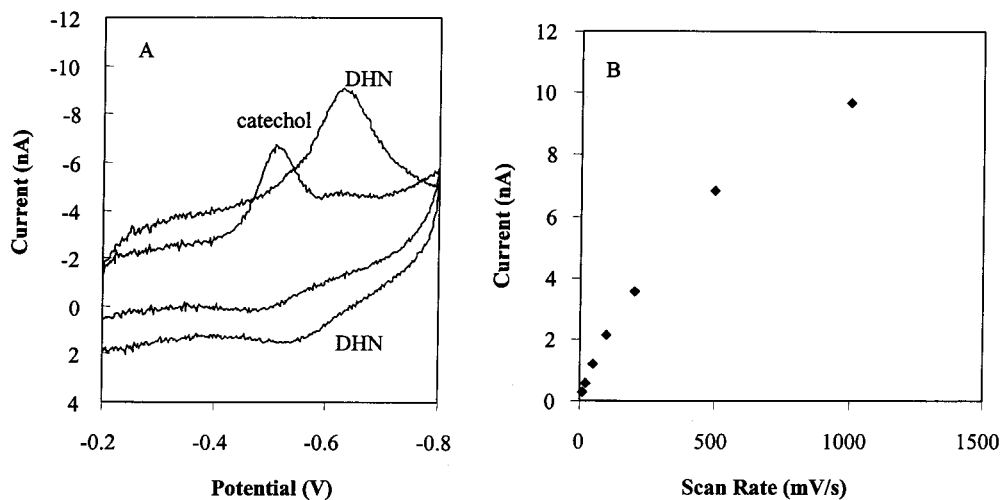 A
-12
-10
-8
-6
-4
-2
0
2
4
Current (nA)
DHN
catechol
DHN
-0.2
-0.4
-0.6
-0.8
Potential (V)
B
12
10
8
6
4
2
0
Current (nA)
0
500
1000
1500
Scan Rate (mV/s)